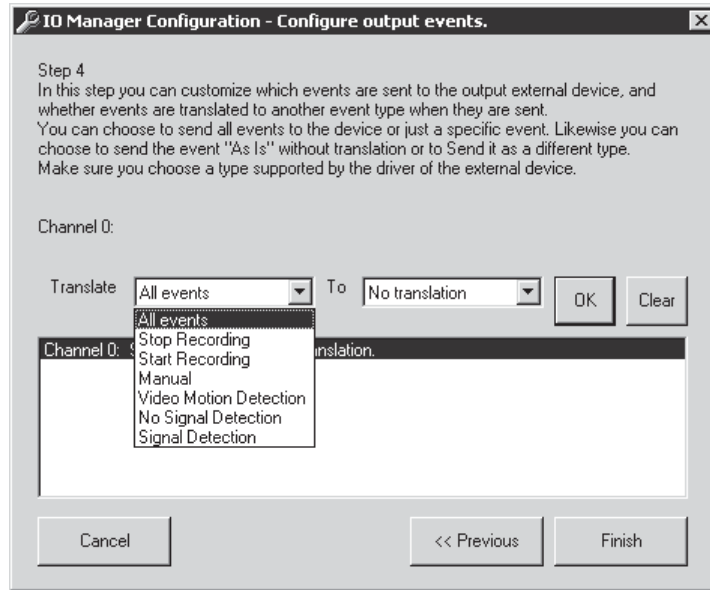 IO Manager Configuration - Configure output events.
Step 4
In this step you can customize which events are sent to the output external device, and
whether events are translated to another event type when they are sent.
You can choose to send all events to the device or just a specific event. Likewise you can
choose to send the event "As Is" without translation or to Send it as a different type.
Make sure you choose a type supported by the driver of the external device.
Channel 0:
Translate All events To No translation OK Clear
All events
Stop Recording
Start Recording
Manual
Video Motion Detection
No Signal Detection
Signal Detection
Channel 0: nslation.
Cancel << Previous Finish